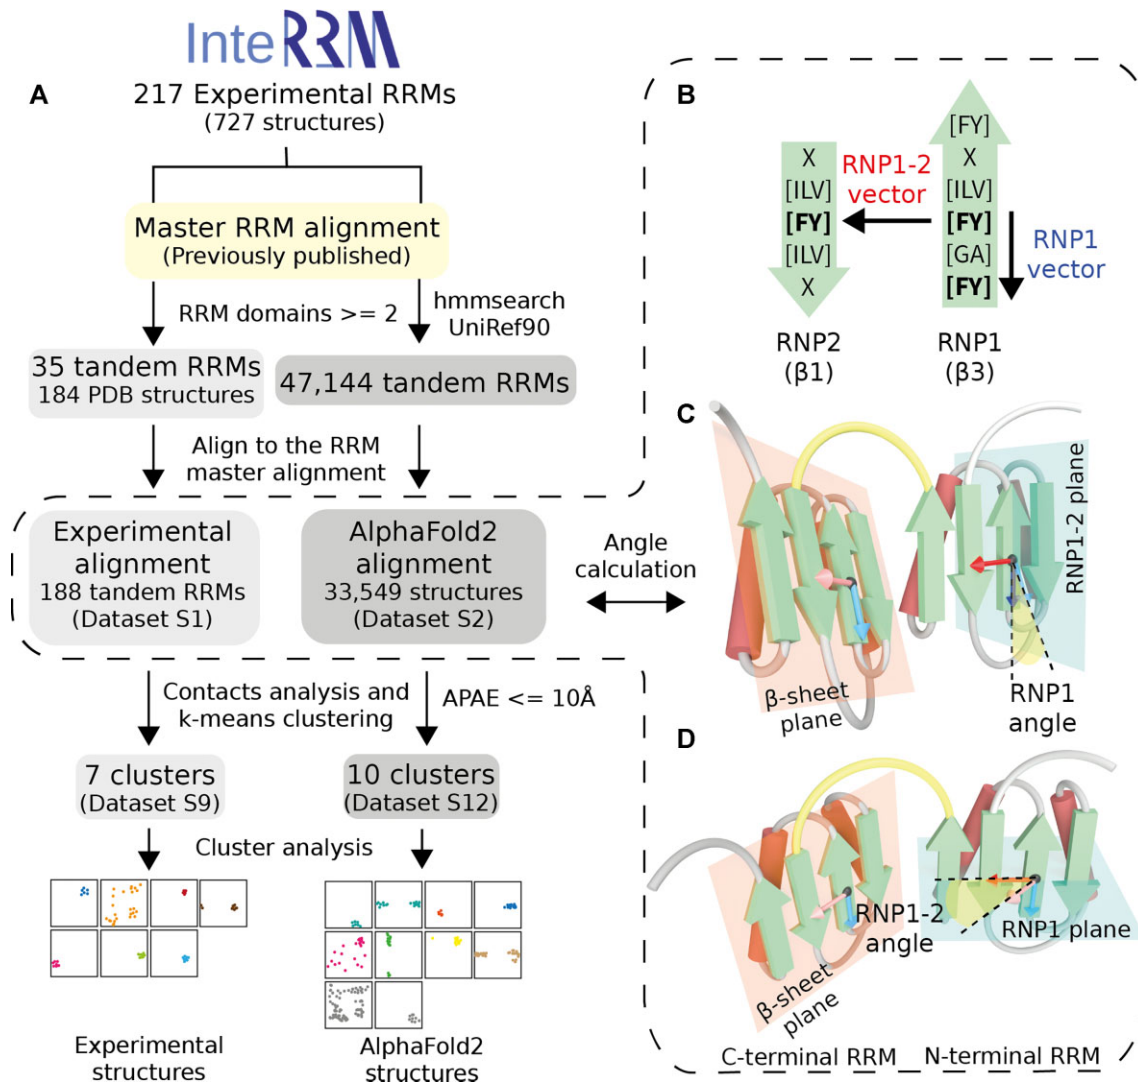 InteRRM
A
217 Experimental RRMs
(727 structures)
Master RRM alignment
(Previously published)
RRM domains >= 2
hmmsearch
UniRef90
35 tandem RRMs
184 PDB structures
47,144 tandem RRMs
Align to the RRM
master alignment
Experimental
alignment
188 tandem RRMs
(Dataset S1)
AlphaFold2
alignment
33,549 structures
(Dataset S2)
Angle
calculation
Contacts analysis and
k-means clustering
APAE <= 10Å
7 clusters
(Dataset S9)
10 clusters
(Dataset S12)
Cluster analysis
Experimental
structures
AlphaFold2
structures
B
X
[ILV]
[FY]
[ILV]
X
RNP1-2
vector
[FY]
X
[ILV]
[FY]
[GA]
[FY]
RNP1
vector
RNP2
(β1)
RNP1
(β3)
C
RNP1-2 plane
β-sheet
plane
RNP1
angle
D
RNP1-2
angle
RNP1 plane
β-sheet
plane
C-terminal RRM
N-terminal RRM